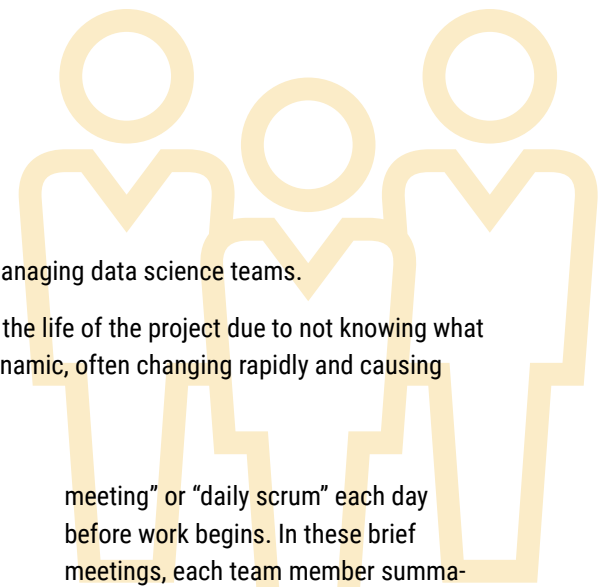 anaging data science teams.
the life of the project due to not knowing what
namic, often changing rapidly and causing
meeting” or “daily scrum” each day
before work begins. In these brief
meetings, each team member summa-